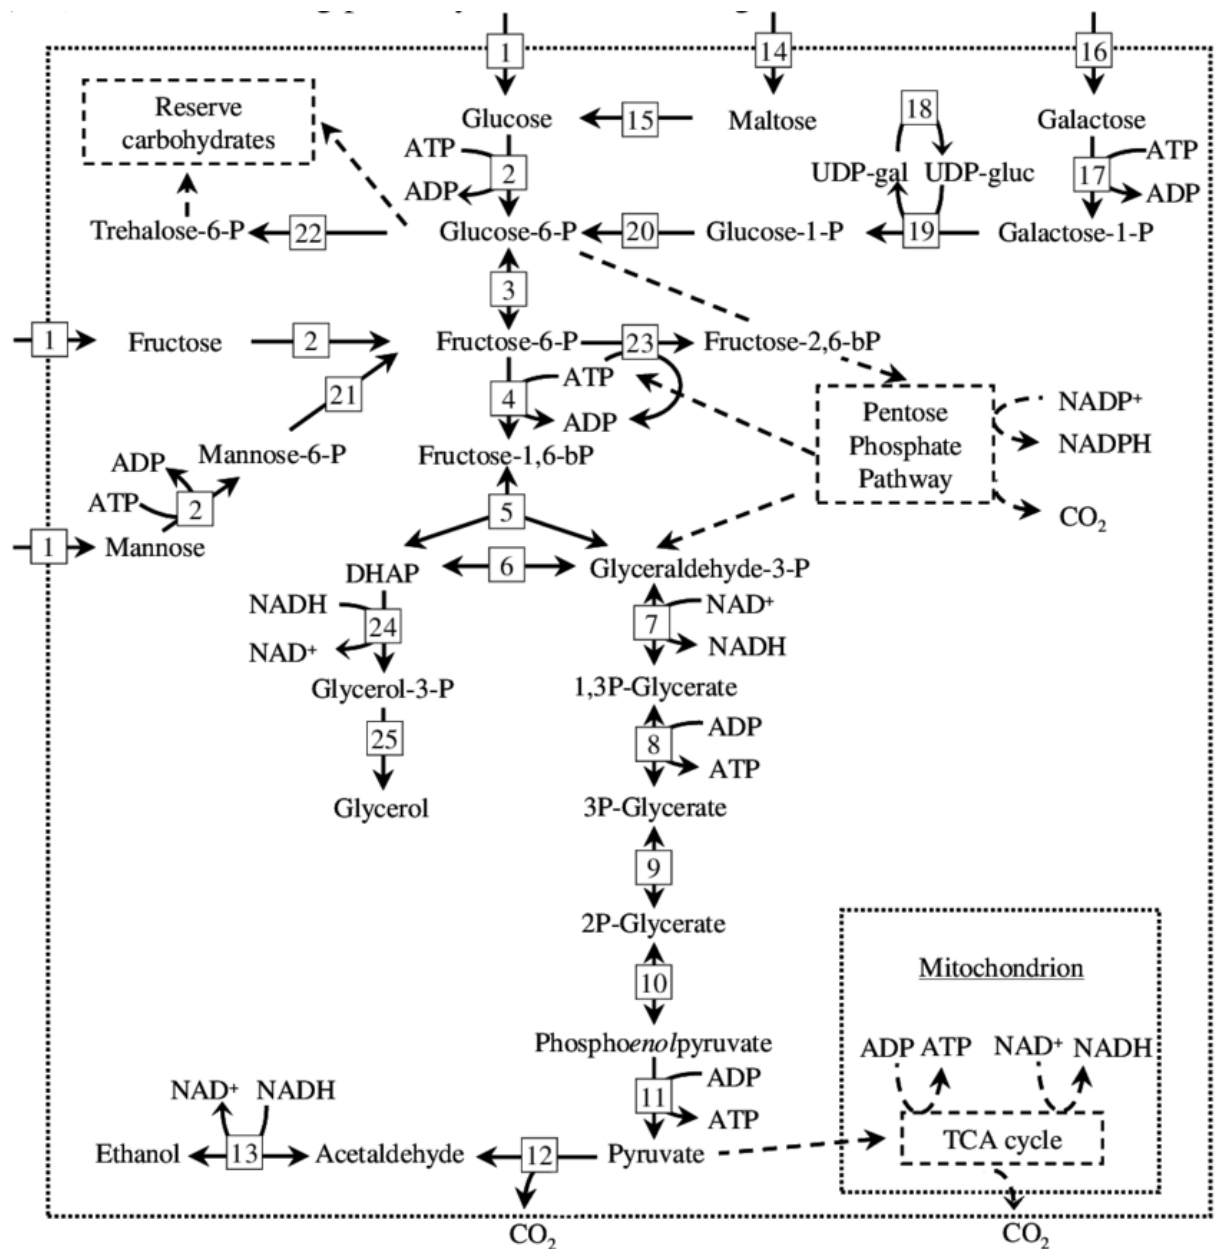 1
14
16
Reserve
carbohydrates
Glucose
15
Maltose
18
Galactose
ATP
ADP
2
UDP-gal
UDP-gluc
17
ATP
ADP
Trehalose-6-P
22
Glucose-6-P
20
Glucose-1-P
19
Galactose-1-P
3
1
Fructose
2
Fructose-6-P
23
Fructose-2,6-bP
21
4
ATP
ADP
Pentose
Phosphate
Pathway
NADP+
NADPH
CO2
ADP
Mannose-6-P
Fructose-1,6-bP
ATP
2
5
1
Mannose
DHAP
6
Glyceraldehyde-3-P
NADH
24
NAD+
7
NAD+
NADH
Glycerol-3-P
1,3P-Glycerate
25
8
ADP
ATP
Glycerol
3P-Glycerate
9
2P-Glycerate
10
Mitochondrion
Phosphoenolpyruvate
ADP ATP
NAD+ NADH
11
ADP
ATP
NAD+ NADH
Ethanol
13
Acetaldehyde
12
Pyruvate
TCA cycle
CO2
CO2